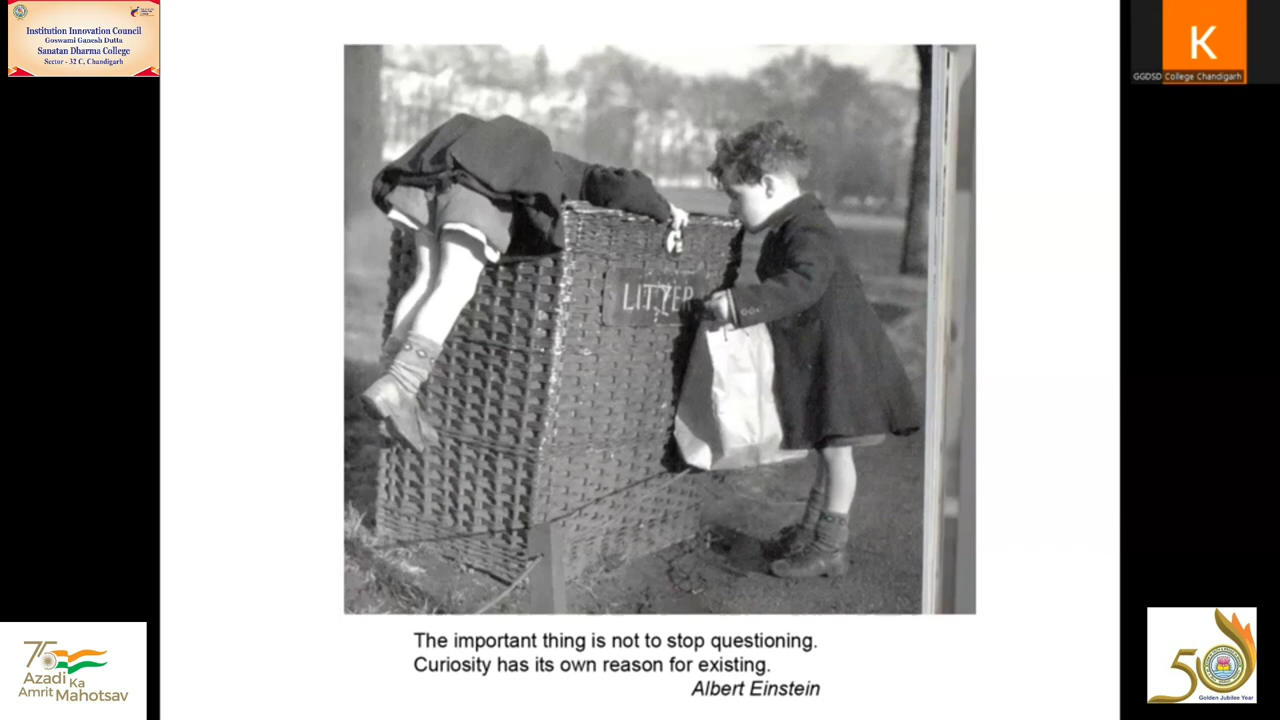 Institution Innovation Council
Goswami Ganesh Dutta
Sanatan Dharma College
Sector - 32 C, Chandigarh
K
GGDSD College Chandigarh
LITTER
The important thing is not to stop questioning.
Curiosity has its own reason for existing.
Albert Einstein
75
Azadi Ka
Amrit Mahotsav
50
Golden Jubilee Year